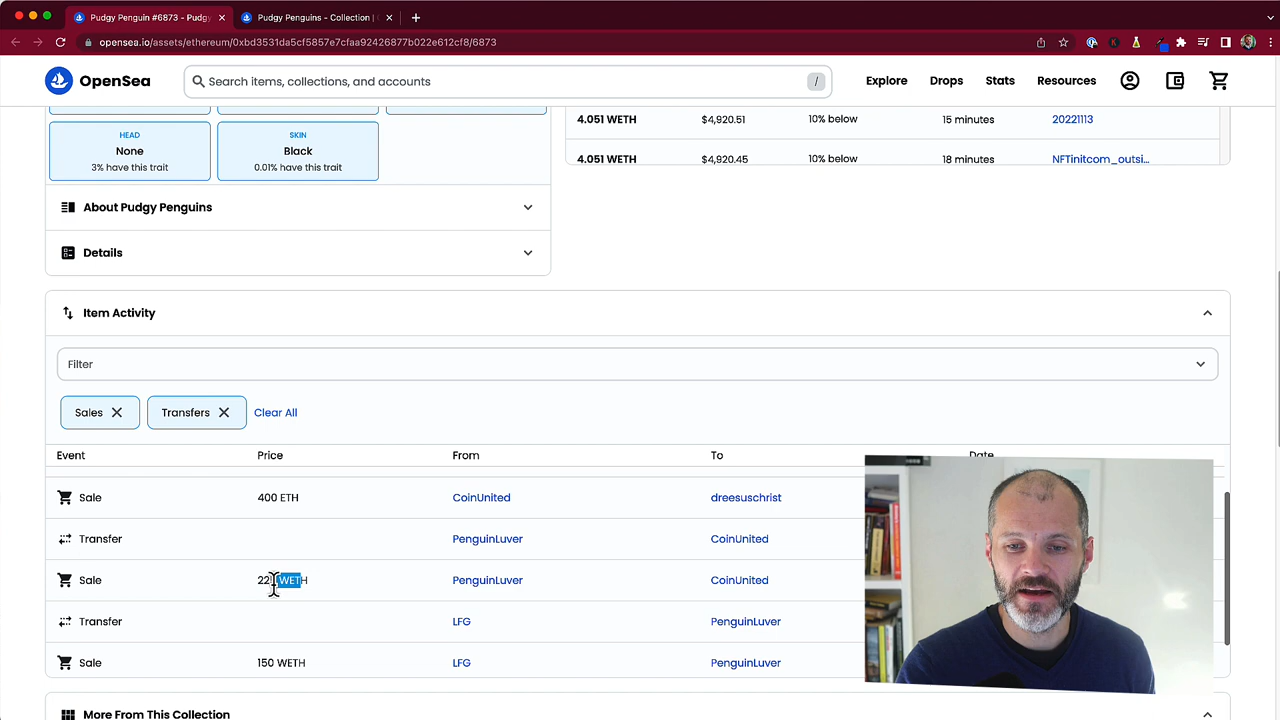 Pudgy Penguin #6873 - Pudgy
Pudgy Penguins - Collection |
opensea.io/assets/ethereum/0xbd3531da5cf5857e7cfaa92426877b022e612cf8/6873
OpenSea
Search items, collections, and accounts
/
Explore
Drops
Stats
Resources
HEAD
None
3% have this trait
SKIN
Black
0.01% have this trait
4.051 WETH $4,920.51 10% below 15 minutes 20221113
4.051 WETH $4,920.45 10% below 18 minutes NFTinitcom_outsi...
About Pudgy Penguins
Details
Item Activity
Filter
Sales
Transfers
Clear All
Event Price From To Date
Sale 400 ETH CoinUnited dreesuschrist
Transfer PenguinLuver CoinUnited
Sale WETH PenguinLuver CoinUnited
Transfer LFG PenguinLuver
Sale 150 WETH LFG PenguinLuver
More From This Collection